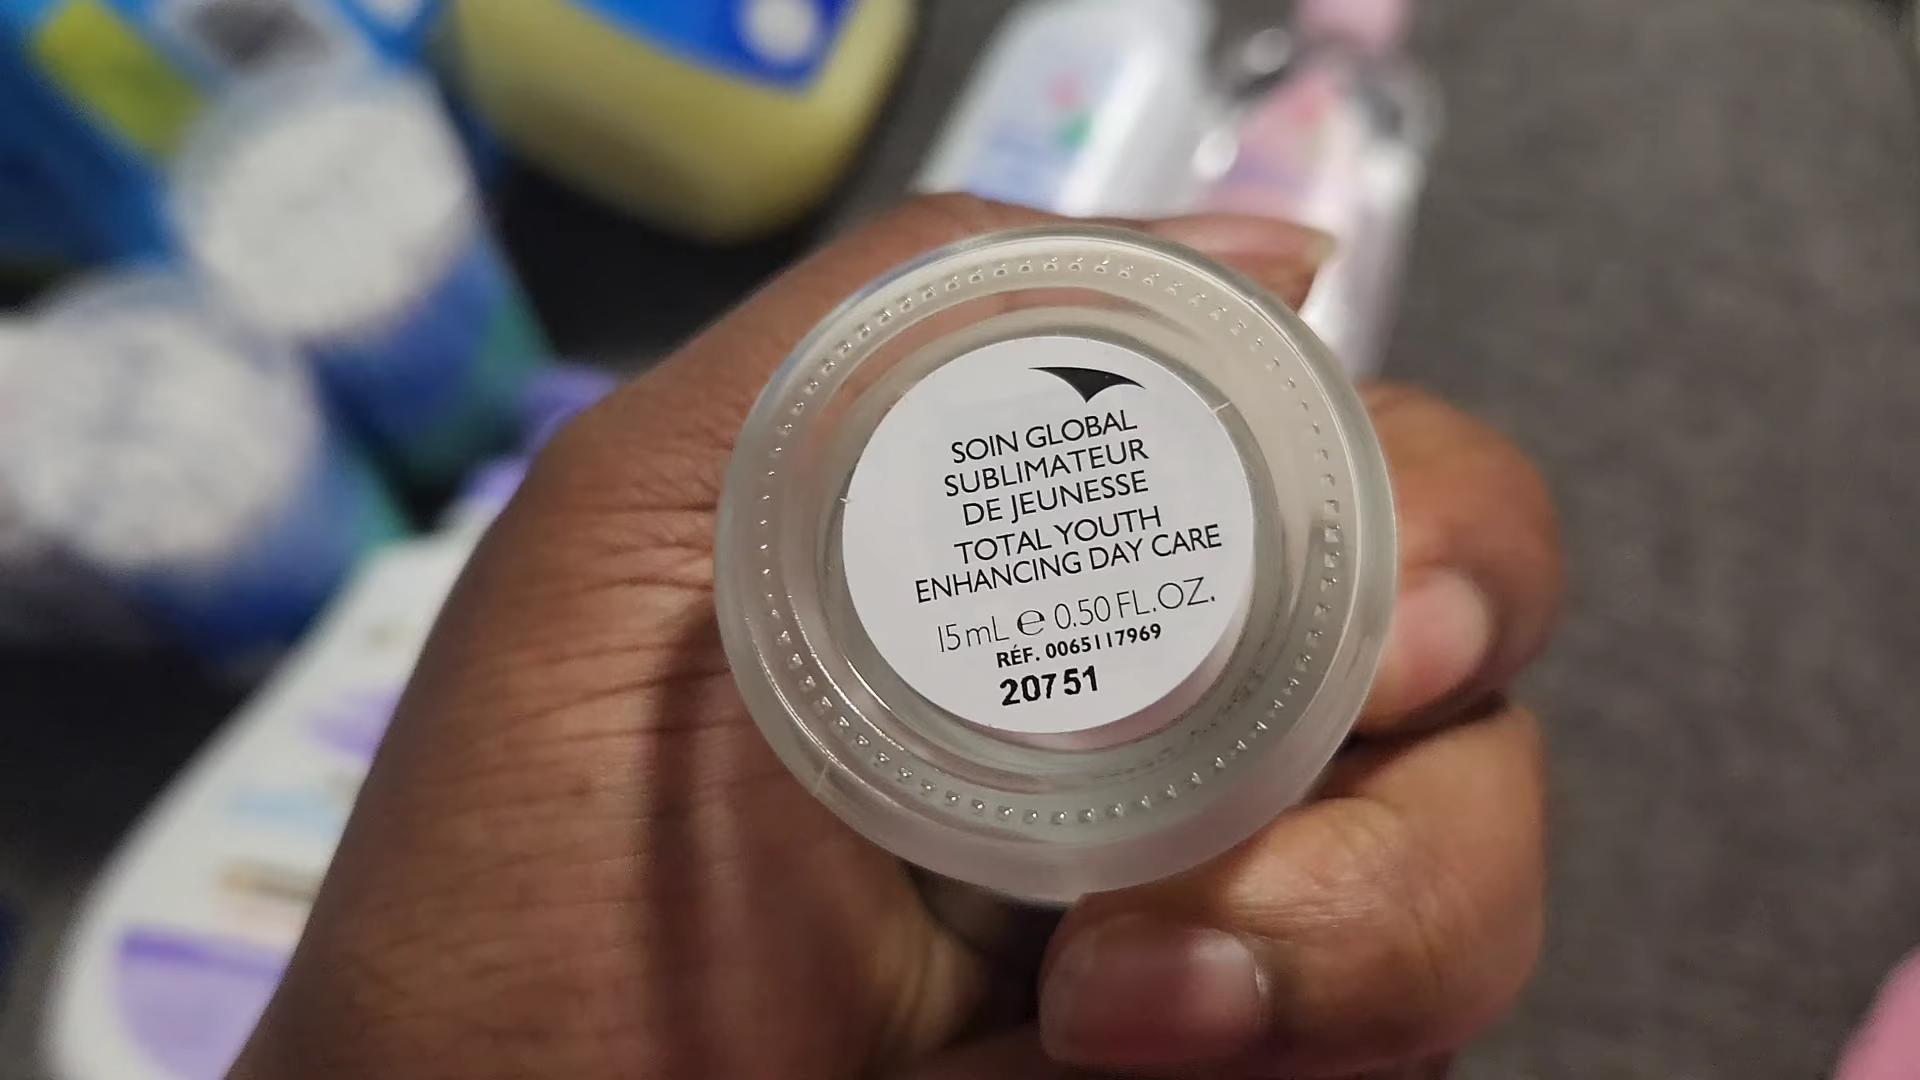 SOIN GLOBAL
SUBLIMATEUR
DE JEUNESSE
TOTAL YOUTH
ENHANCING DAY CARE
15 mL ℮ 0.50 FL.OZ.
RÉF. 0065117969
20751